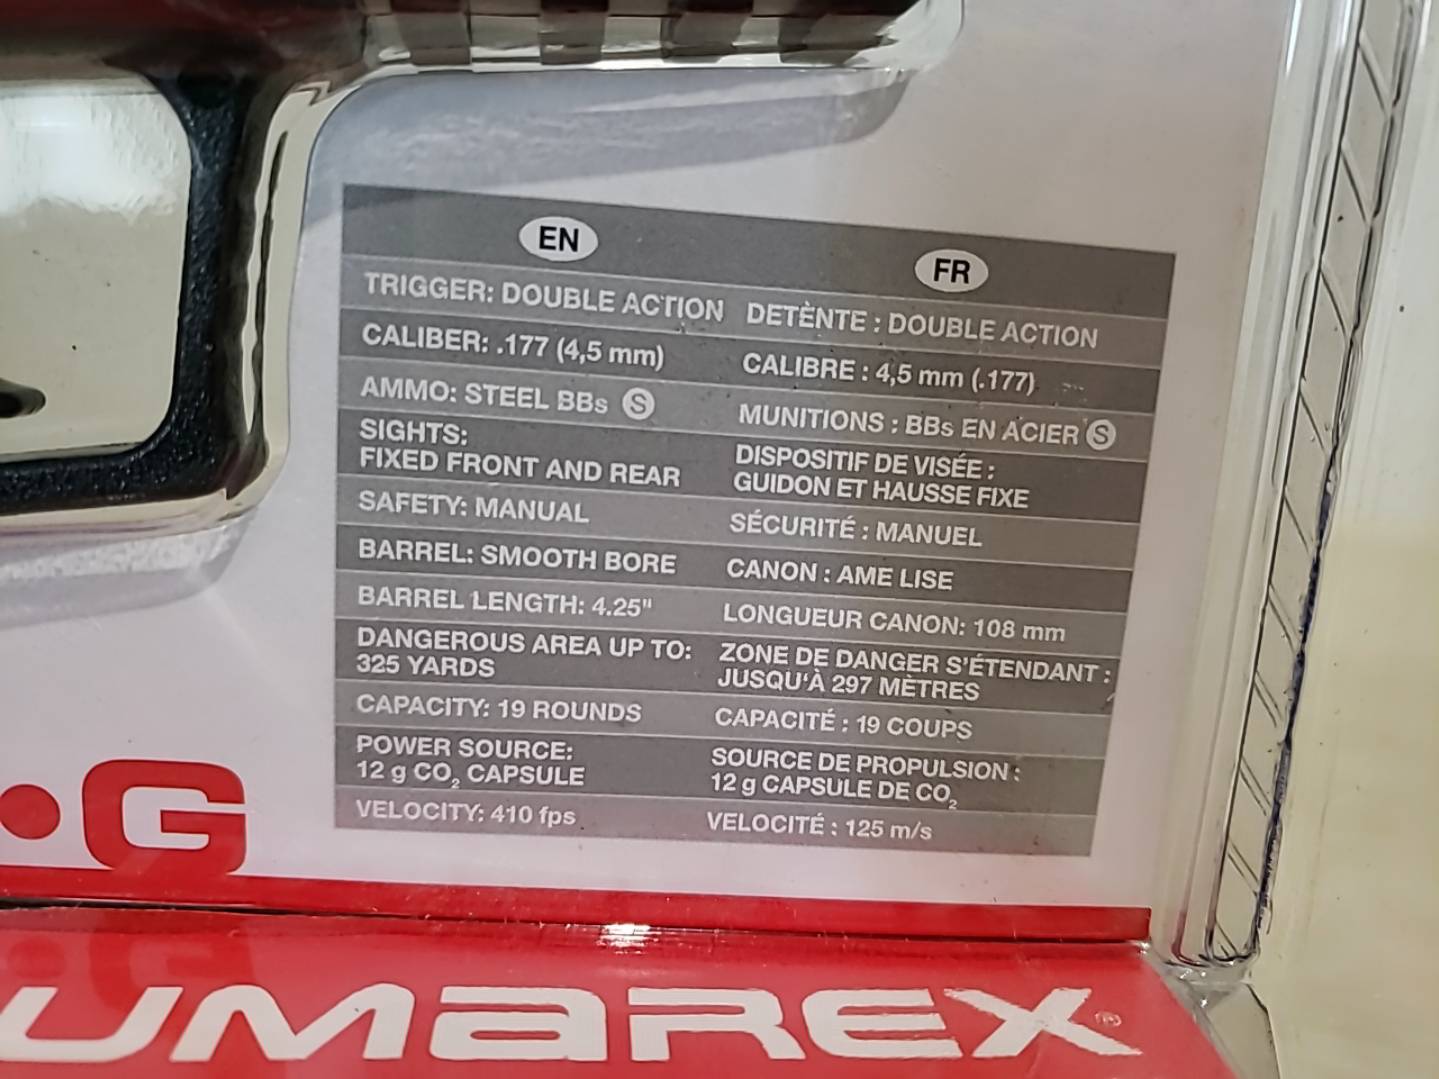 EN
FR
TRIGGER: DOUBLE ACTION
DETÈNTE : DOUBLE ACTION
CALIBER: .177 (4,5 mm)
CALIBRE : 4,5 mm (.177)
AMMO: STEEL BBs S
MUNITIONS : BBs EN ACIER S
SIGHTS:
FIXED FRONT AND REAR
DISPOSITIF DE VISÉE :
GUIDON ET HAUSSE FIXE
SAFETY: MANUAL
SÉCURITÉ : MANUEL
BARREL: SMOOTH BORE
CANON : AME LISE
BARREL LENGTH: 4.25"
LONGUEUR CANON: 108 mm
DANGEROUS AREA UP TO:
325 YARDS
ZONE DE DANGER S'ÉTENDANT :
JUSQU'À 297 MÈTRES
CAPACITY: 19 ROUNDS
CAPACITÉ : 19 COUPS
POWER SOURCE:
12 g CO₂ CAPSULE
SOURCE DE PROPULSION :
12 g CAPSULE DE CO₂
VELOCITY: 410 fps
VELOCITÉ : 125 m/s
•G
UMAREX®